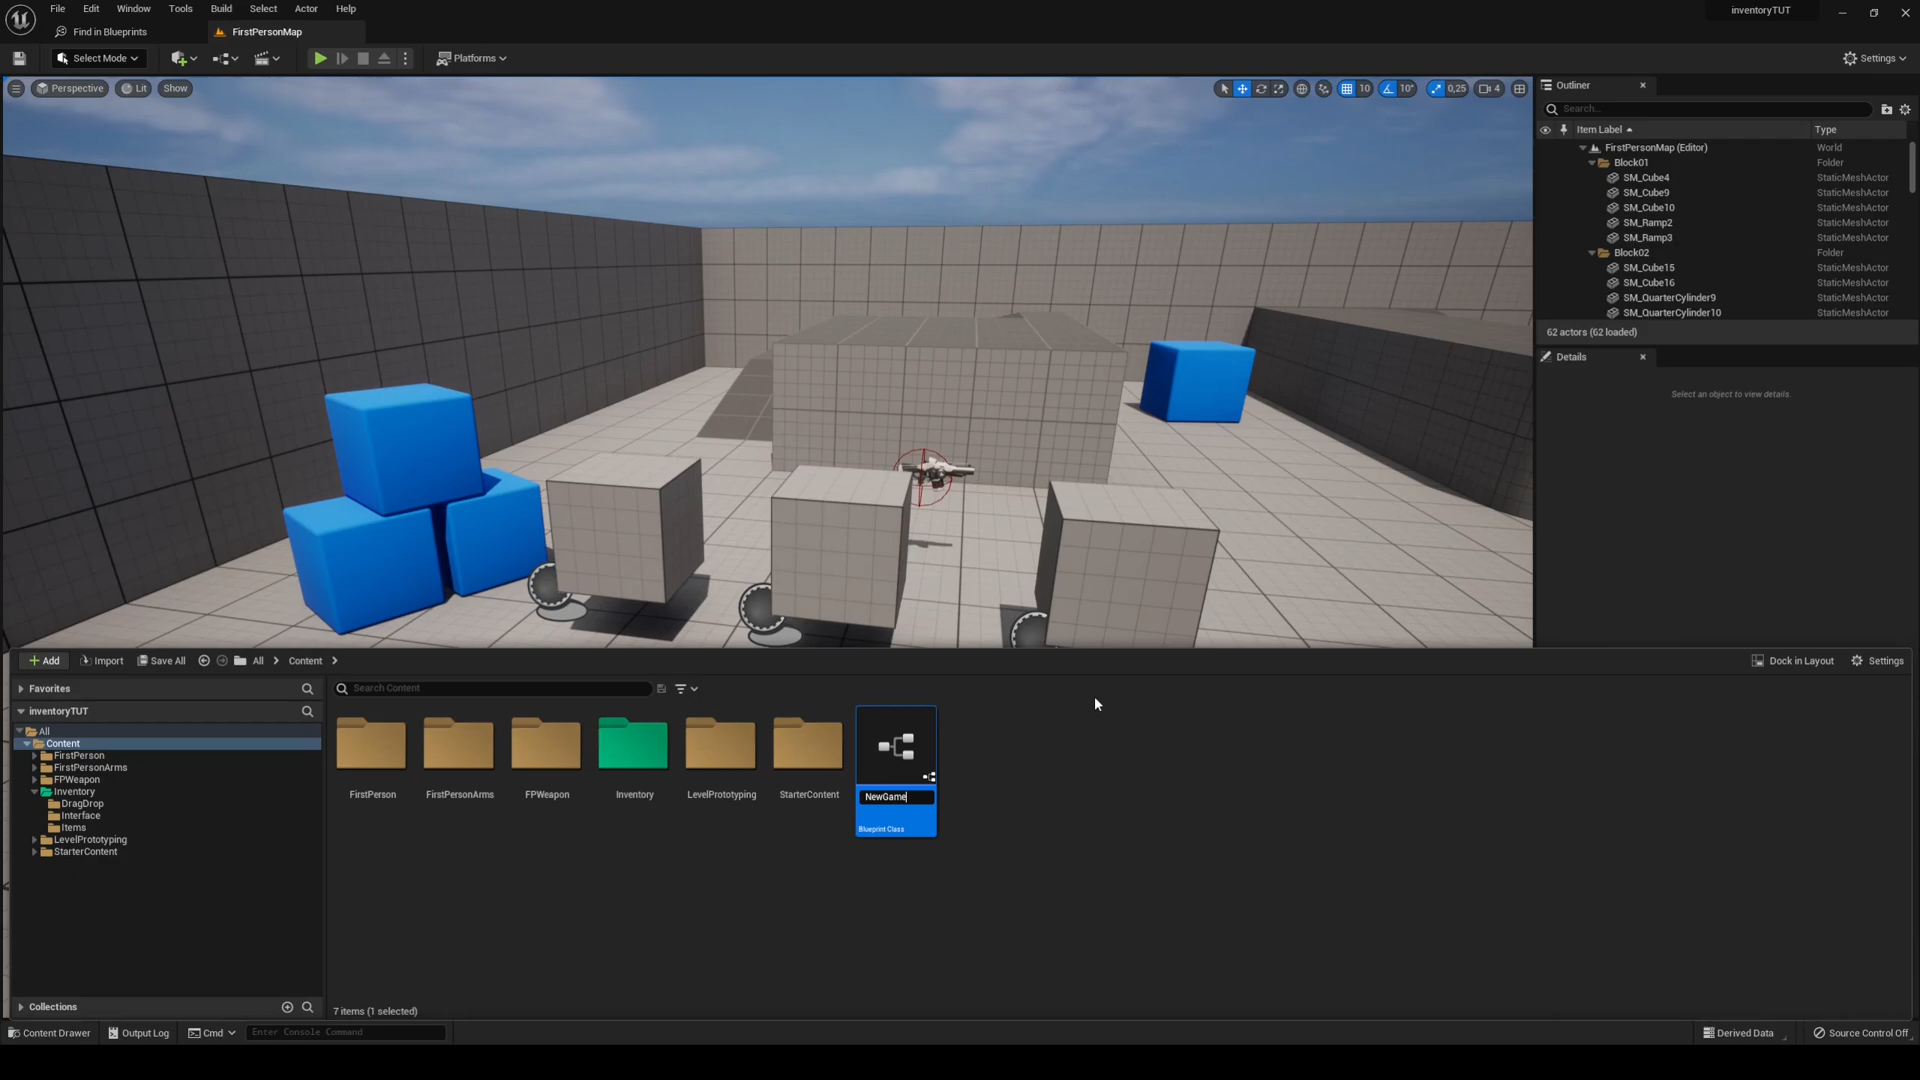 File Edit Window Tools Build Select Actor Help
inventoryTUT
Find in Blueprints
FirstPersonMap
Select Mode
Platforms
Settings
Perspective
Lit
Show
10
10°
0,25
4
Outliner
Search...
Item Label
Type
FirstPersonMap (Editor) World
Block01 Folder
SM_Cube4 StaticMeshActor
SM_Cube9 StaticMeshActor
SM_Cube10 StaticMeshActor
SM_Ramp2 StaticMeshActor
SM_Ramp3 StaticMeshActor
Block02 Folder
SM_Cube15 StaticMeshActor
SM_Cube16 StaticMeshActor
SM_QuarterCylinder9 StaticMeshActor
SM_QuarterCylinder10 StaticMeshActor
62 actors (62 loaded)
Details
Select an object to view details.
Add
Import
Save All
All
Content
Dock in Layout
Settings
Favorites
inventoryTUT
All
Content
FirstPerson
FirstPersonArms
FPWeapon
Inventory
DragDrop
Interface
Items
LevelPrototyping
StarterContent
Collections
Search Content
FirstPerson
FirstPersonArms
FPWeapon
Inventory
LevelPrototyping
StarterContent
NewGame
Blueprint Class
7 items (1 selected)
Content Drawer
Output Log
Cmd
Enter Console Command
Derived Data
Source Control Off